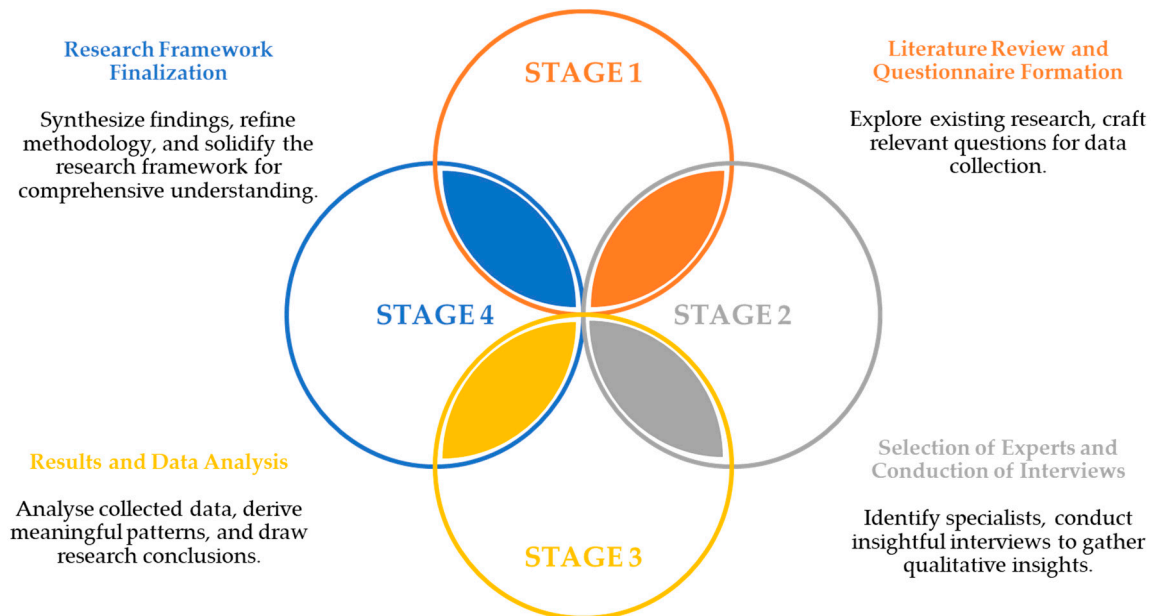 Research Framework
Finalization
Synthesize findings, refine
methodology, and solidify the
research framework for
comprehensive understanding.
STAGE 1
Literature Review and
Questionnaire Formation
Explore existing research, craft
relevant questions for data
collection.
STAGE 4
STAGE 2
Results and Data Analysis
Analyse collected data, derive
meaningful patterns, and draw
research conclusions.
STAGE 3
Selection of Experts and
Conduction of Interviews
Identify specialists, conduct
insightful interviews to gather
qualitative insights.